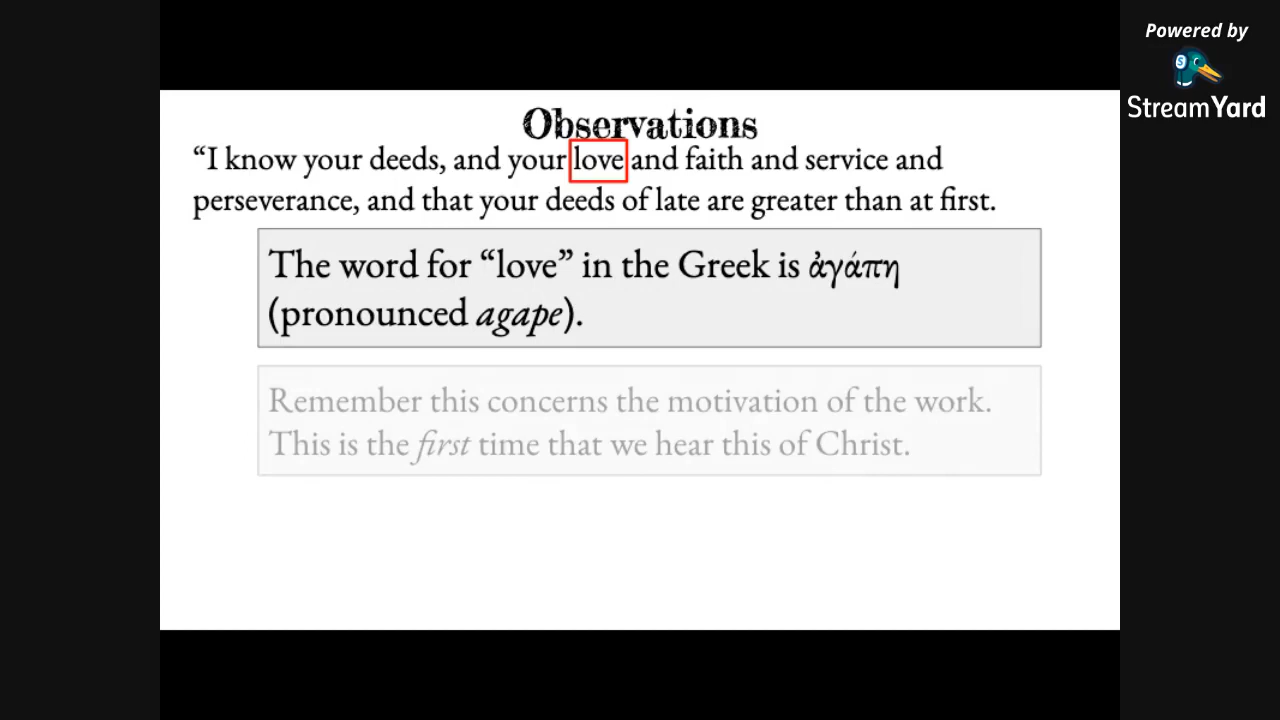 Powered by
StreamYard
Observations
“I know your deeds, and your love and faith and service and
perseverance, and that your deeds of late are greater than at first.
The word for “love” in the Greek is ἀγάπη
(pronounced agape).
Remember this concerns the motivation of the work.
This is the first time that we hear this of Christ.